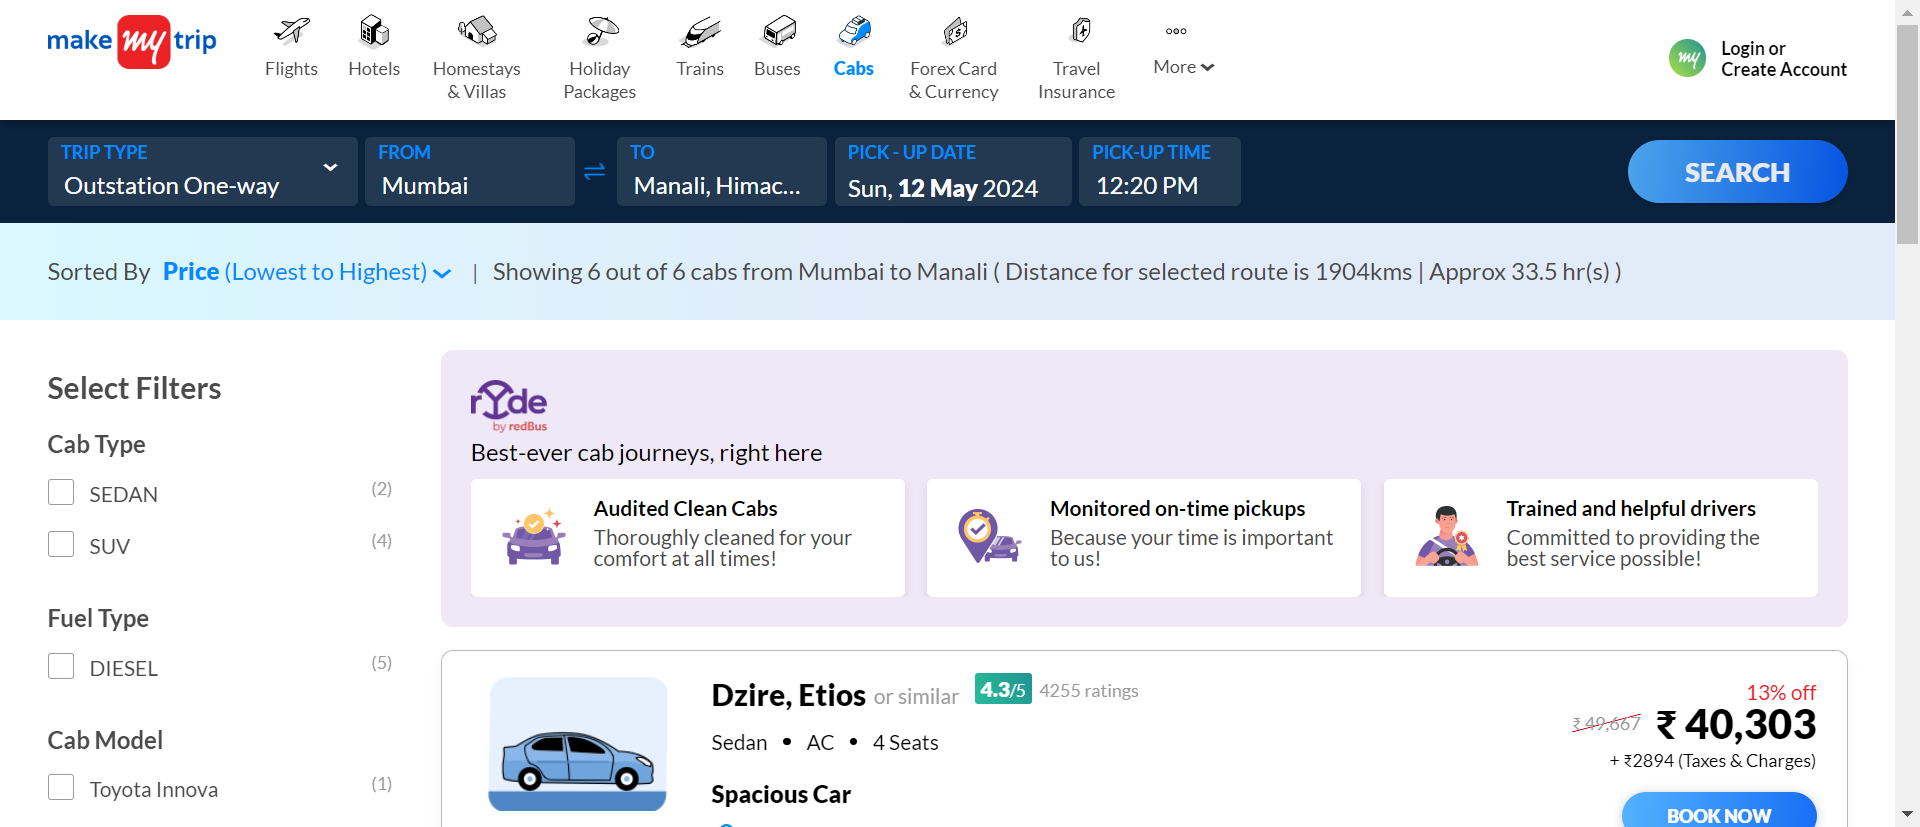 make my trip
Flights
Hotels
Homestays
& Villas
Holiday
Packages
Trains
Buses
Cabs
Forex Card
& Currency
Travel
Insurance
More
my
Login or
Create Account
TRIP TYPE
Outstation One-way
FROM
Mumbai
TO
Manali, Himac...
PICK - UP DATE
Sun, 12 May 2024
PICK-UP TIME
12:20 PM
SEARCH
Sorted By Price (Lowest to Highest) | Showing 6 out of 6 cabs from Mumbai to Manali ( Distance for selected route is 1904kms | Approx 33.5 hr(s) )
Select Filters
Cab Type
SEDAN (2)
SUV (4)
Fuel Type
DIESEL (5)
Cab Model
Toyota Innova (1)
rYde
by redBus
Best-ever cab journeys, right here
Audited Clean Cabs
Thoroughly cleaned for your
comfort at all times!
Monitored on-time pickups
Because your time is important
to us!
Trained and helpful drivers
Committed to providing the
best service possible!
Dzire, Etios or similar 4.3/5 4255 ratings
Sedan • AC • 4 Seats
Spacious Car
13% off
₹ 49,667 ₹ 40,303
+ ₹2894 (Taxes & Charges)
BOOK NOW